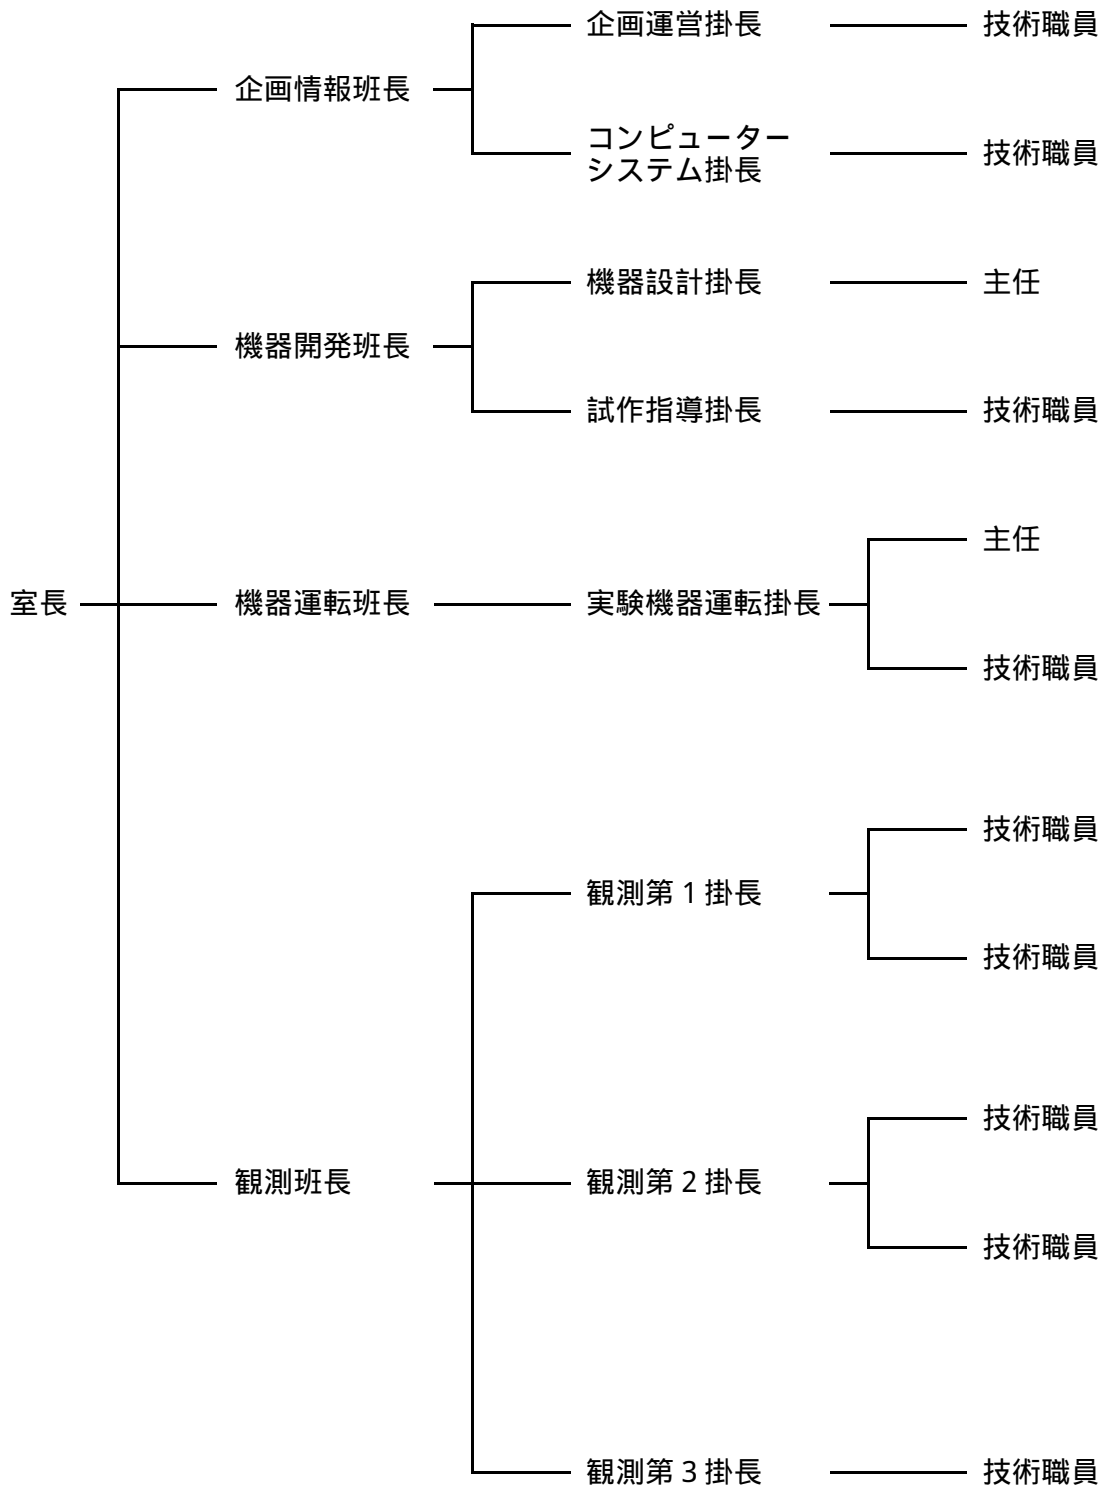 企画運営掛長 技術職員
企画情報班長
コンピューター
システム掛長 技術職員
機器設計掛長 主任
機器開発班長
試作指導掛長 技術職員
主任
室長 機器運転班長 実験機器運転掛長
技術職員
技術職員
観測第1掛長
技術職員
技術職員
観測班長 観測第2掛長
技術職員
観測第3掛長 技術職員